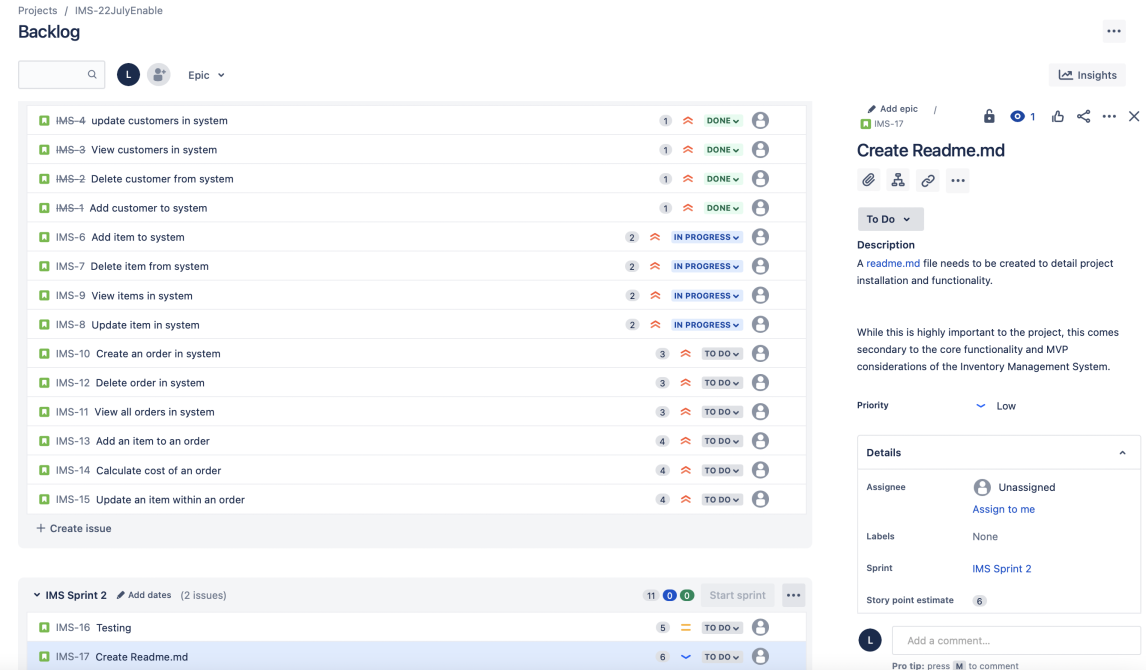 Projects / IMS-22JulyEnable
Backlog
L
Epic
Insights
IMS-4 update customers in system 1 DONE
IMS-3 View customers in system 1 DONE
IMS-2 Delete customer from system 1 DONE
IMS-1 Add customer to system 1 DONE
IMS-6 Add item to system 2 IN PROGRESS
IMS-7 Delete item from system 2 IN PROGRESS
IMS-9 View items in system 2 IN PROGRESS
IMS-8 Update item in system 2 IN PROGRESS
IMS-10 Create an order in system 3 TO DO
IMS-12 Delete order in system 3 TO DO
IMS-11 View all orders in system 3 TO DO
IMS-13 Add an item to an order 4 TO DO
IMS-14 Calculate cost of an order 4 TO DO
IMS-15 Update an item within an order 4 TO DO
+ Create issue
IMS Sprint 2 Add dates (2 issues) 11 0 0 Start sprint
IMS-16 Testing 5 TO DO
IMS-17 Create Readme.md 6 TO DO
Add epic /
IMS-17
1
Create Readme.md
To Do
Description
A readme.md file needs to be created to detail project
installation and functionality.
While this is highly important to the project, this comes
secondary to the core functionality and MVP
considerations of the Inventory Management System.
Priority Low
Details
Assignee Unassigned
Assign to me
Labels None
Sprint IMS Sprint 2
Story point estimate 6
L Add a comment...
Pro tip: press M to comment